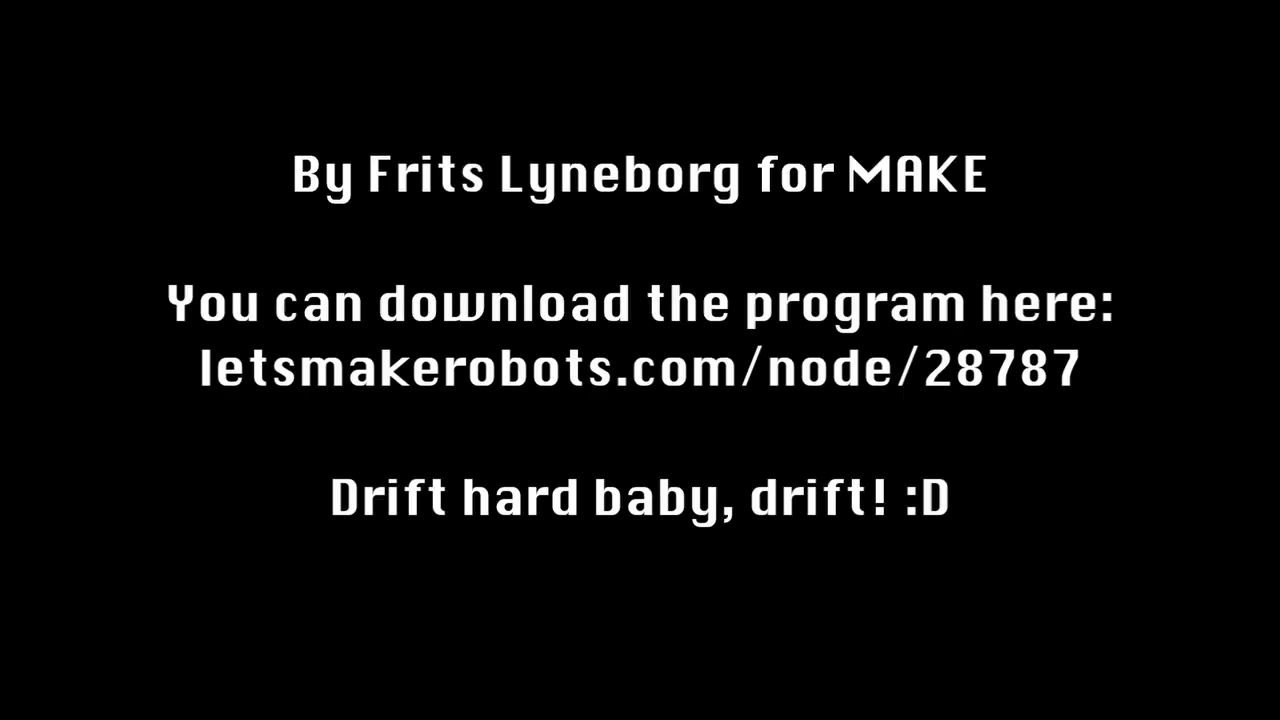 By Frits Lyneborg for MAKE
You can download the program here:
letsmakerobots.com/node/28787
Drift hard baby, drift! :D